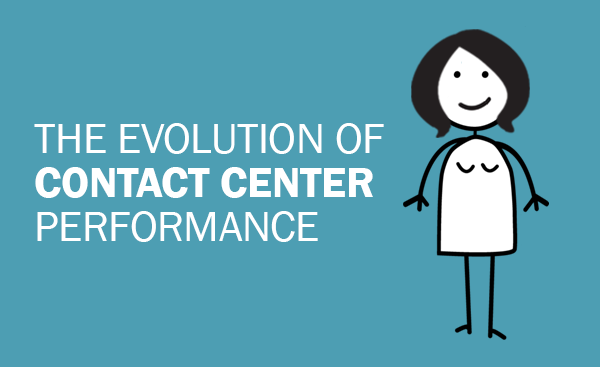 THE EVOLUTION OF
CONTACT CENTER
PERFORMANCE